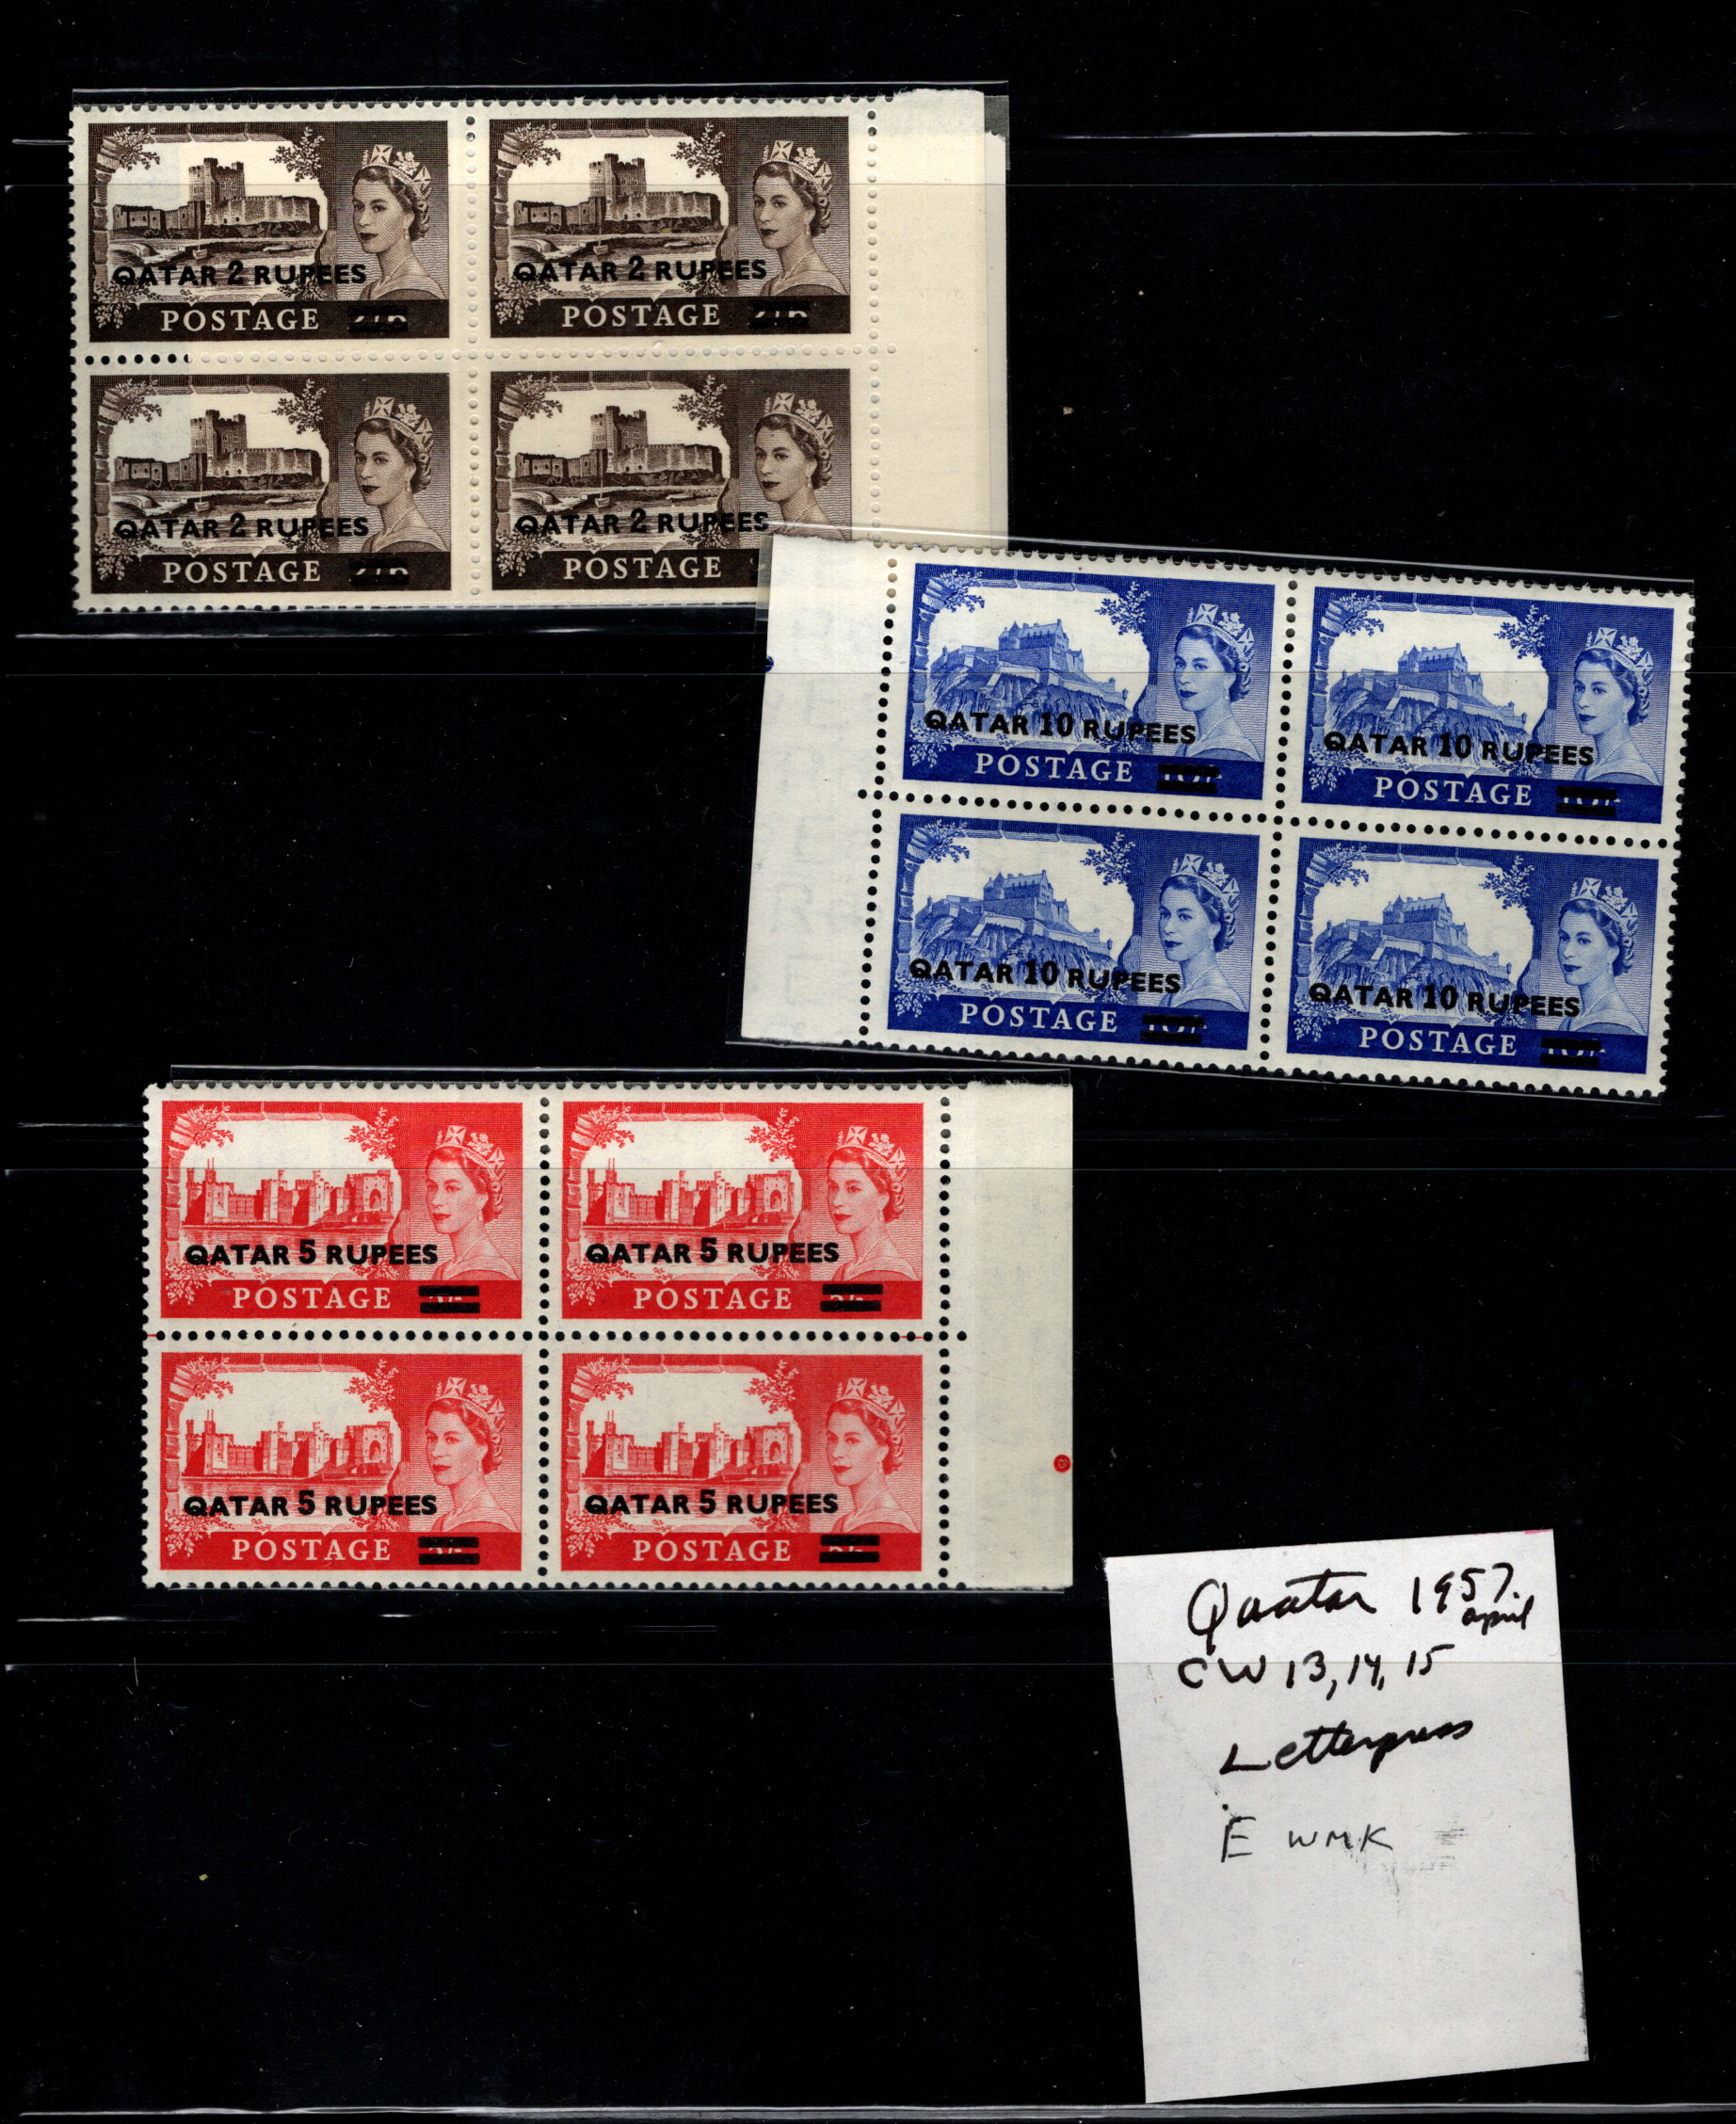 QATAR 2 RUPEES
POSTAGE
QATAR 2 RUPEES
POSTAGE
QATAR 2 RUPEES
POSTAGE
QATAR 2 RUPEES
POSTAGE
QATAR 10 RUPEES
POSTAGE
QATAR 10 RUPEES
POSTAGE
QATAR 10 RUPEES
POSTAGE
QATAR 10 RUPEES
POSTAGE
QATAR 5 RUPEES
POSTAGE
QATAR 5 RUPEES
POSTAGE
QATAR 5 RUPEES
POSTAGE
QATAR 5 RUPEES
POSTAGE
Qaatar 1957.
april
CW 13, 14, 15
Letterpress
E WMK